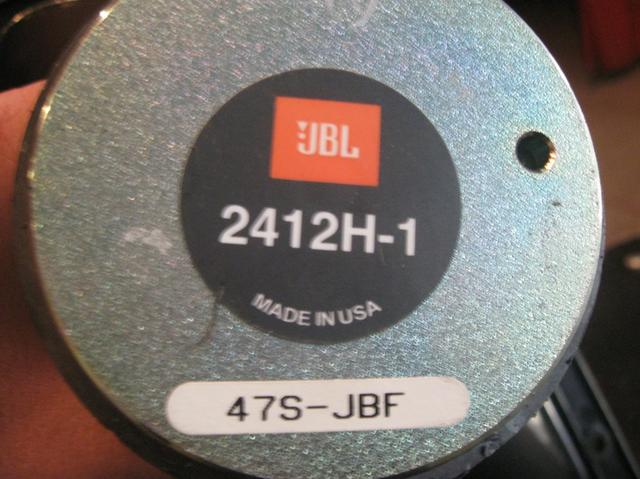 JBL
2412H-1
MADE IN USA
47S-JBF